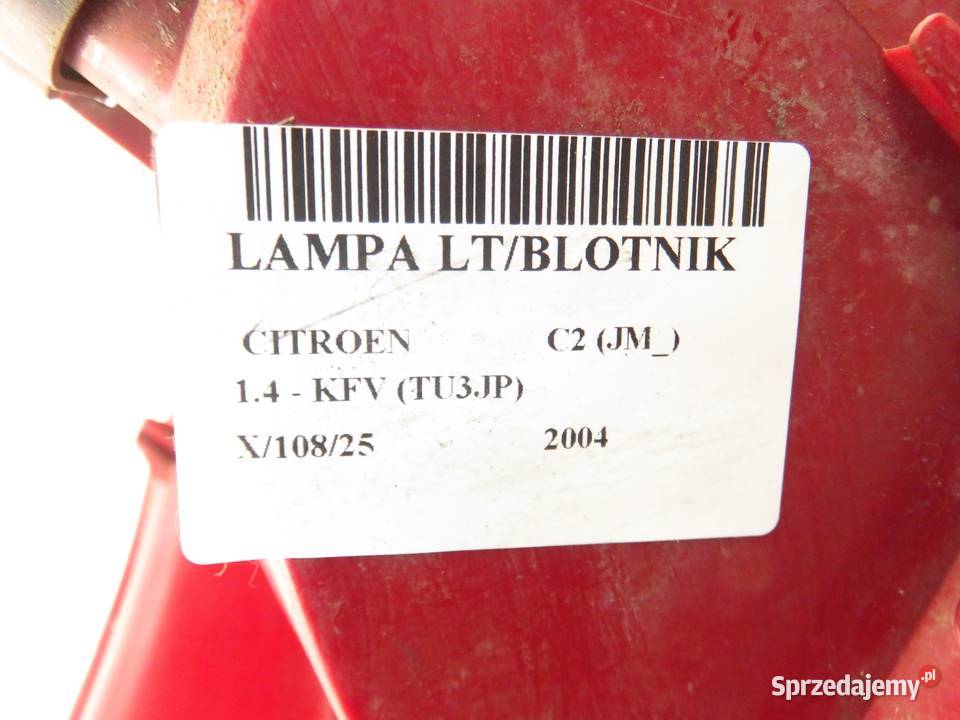 LAMPA LT/BLOTNIK
CITROEN C2 (JM_)
1.4 - KFV (TU3JP)
X/108/25 2004
Sprzedajemy.pl